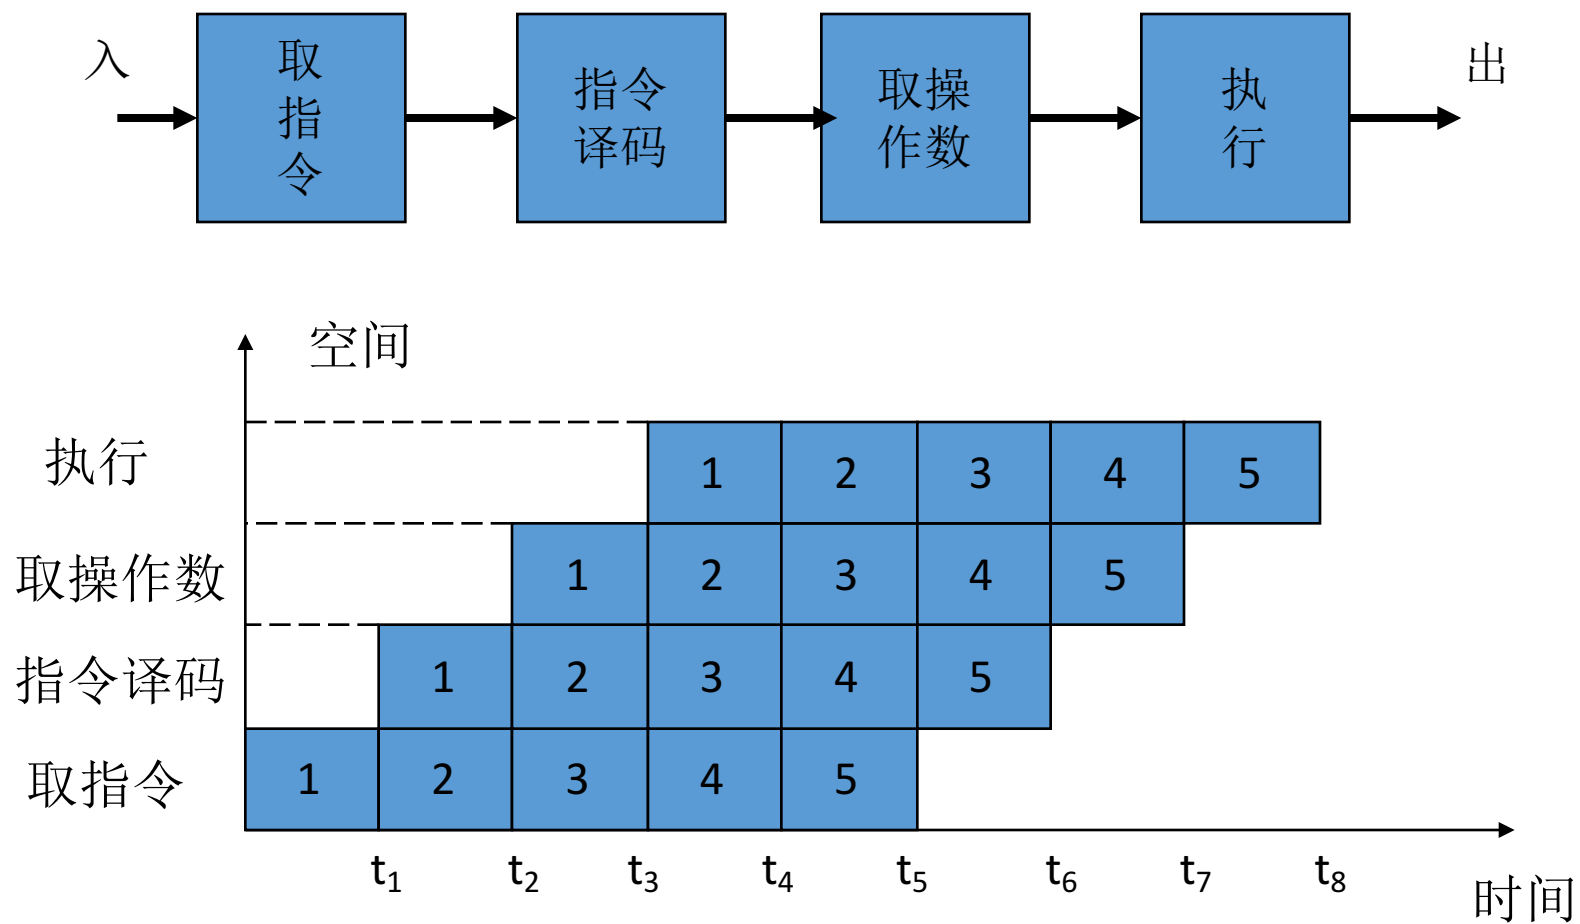 入
取
指
令
指令
译码
取操
作数
执
行
出
空间
执行
1 2 3 4 5
取操作数
1 2 3 4 5
指令译码
1 2 3 4 5
取指令
1 2 3 4 5
t₁ t₂ t₃ t₄ t₅ t₆ t₇ t₈
时间